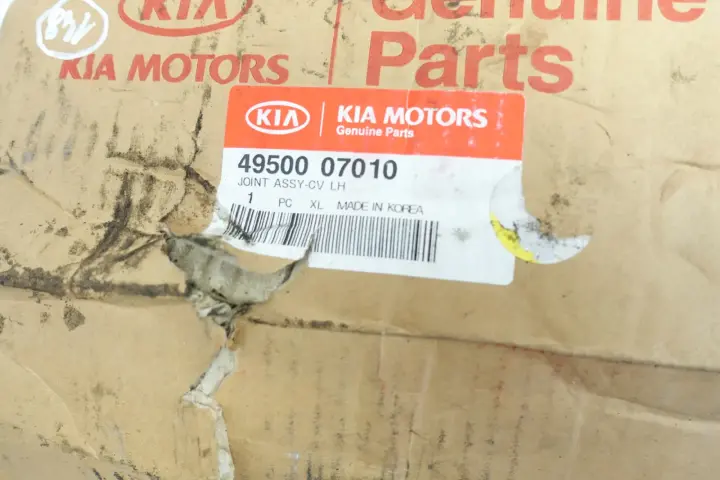 168
KIA
Genuine
KIA MOTORS
Parts
KIA
KIA MOTORS
Genuine Parts
49500 07010
JOINT ASSY-CV LH
1 PC XL MADE IN KOREA